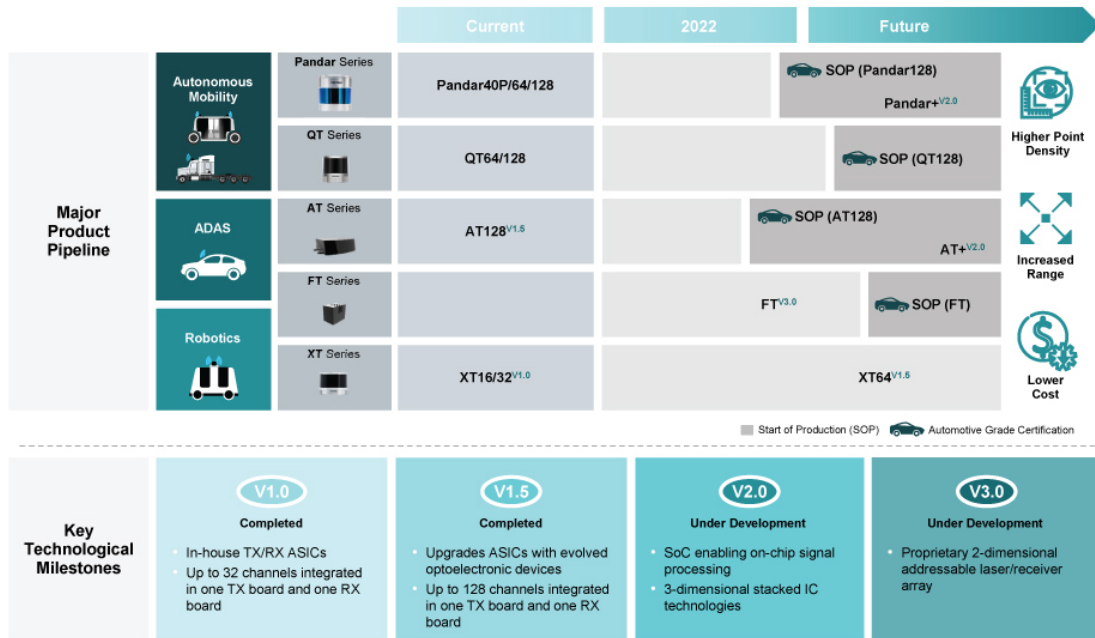 Current
2022
Future
Major
Product
Pipeline
Autonomous
Mobility
Pandar Series
Pandar40P/64/128
SOP (Pandar128)
Pandar+V2.0
Higher Point
Density
QT Series
QT64/128
SOP (QT128)
ADAS
AT Series
AT128V1.5
SOP (AT128)
AT+V2.0
Increased
Range
FT Series
FTV3.0
SOP (FT)
Robotics
XT Series
XT16/32V1.0
XT64V1.5
Lower
Cost
Start of Production (SOP)
Automotive Grade Certification
Key
Technological
Milestones
V1.0
Completed
• In-house TX/RX ASICs
• Up to 32 channels integrated
in one TX board and one RX
board
V1.5
Completed
• Upgrades ASICs with evolved
optoelectronic devices
• Up to 128 channels integrated
in one TX board and one RX
board
V2.0
Under Development
• SoC enabling on-chip signal
processing
• 3-dimensional stacked IC
technologies
V3.0
Under Development
• Proprietary 2-dimensional
addressable laser/receiver
array